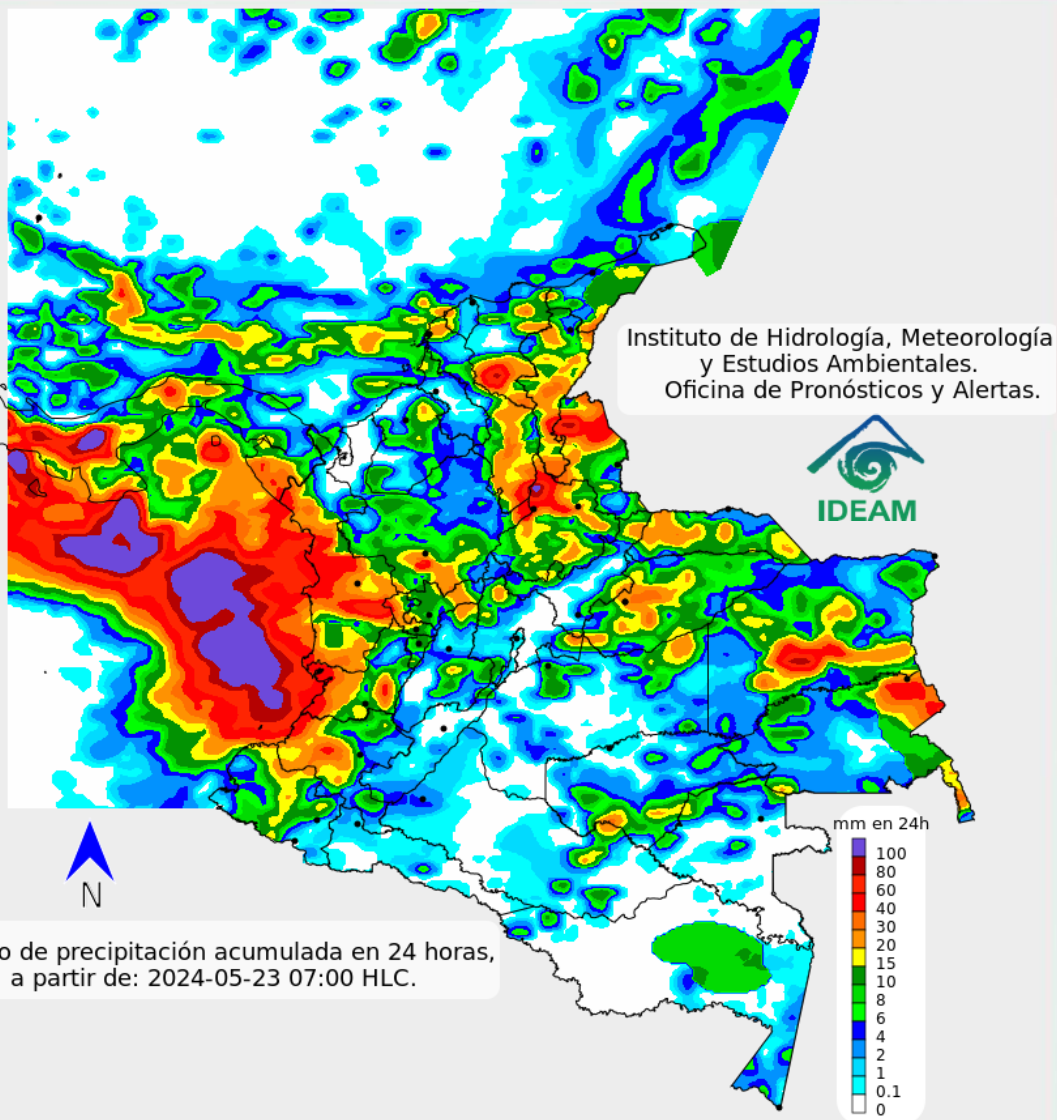 Instituto de Hidrología, Meteorología
y Estudios Ambientales.
Oficina de Pronósticos y Alertas.
IDEAM
N
o de precipitación acumulada en 24 horas,
a partir de: 2024-05-23 07:00 HLC.
mm en 24h
100
80
60
40
30
20
15
10
8
6
4
2
1
0.1
0